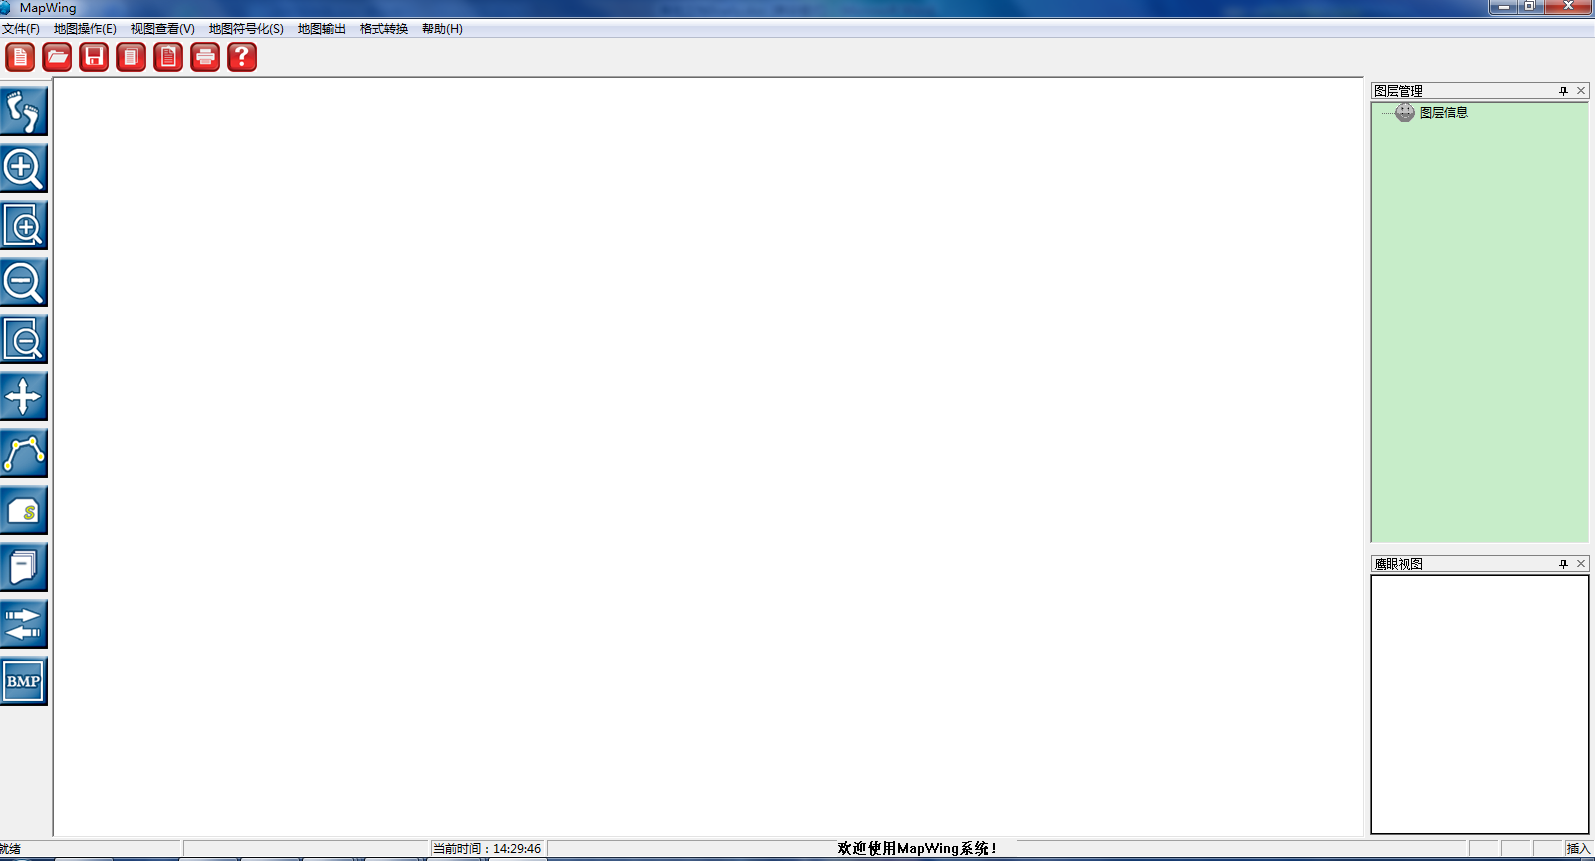 MapWing
文件(F) 地图操作(E) 视图查看(V) 地图符号化(S) 地图输出 格式转换 帮助(H)
图层管理
图层信息
S
鹰眼视图
BMP
就绪 当前时间：14:29:46 欢迎使用MapWing系统! 插入